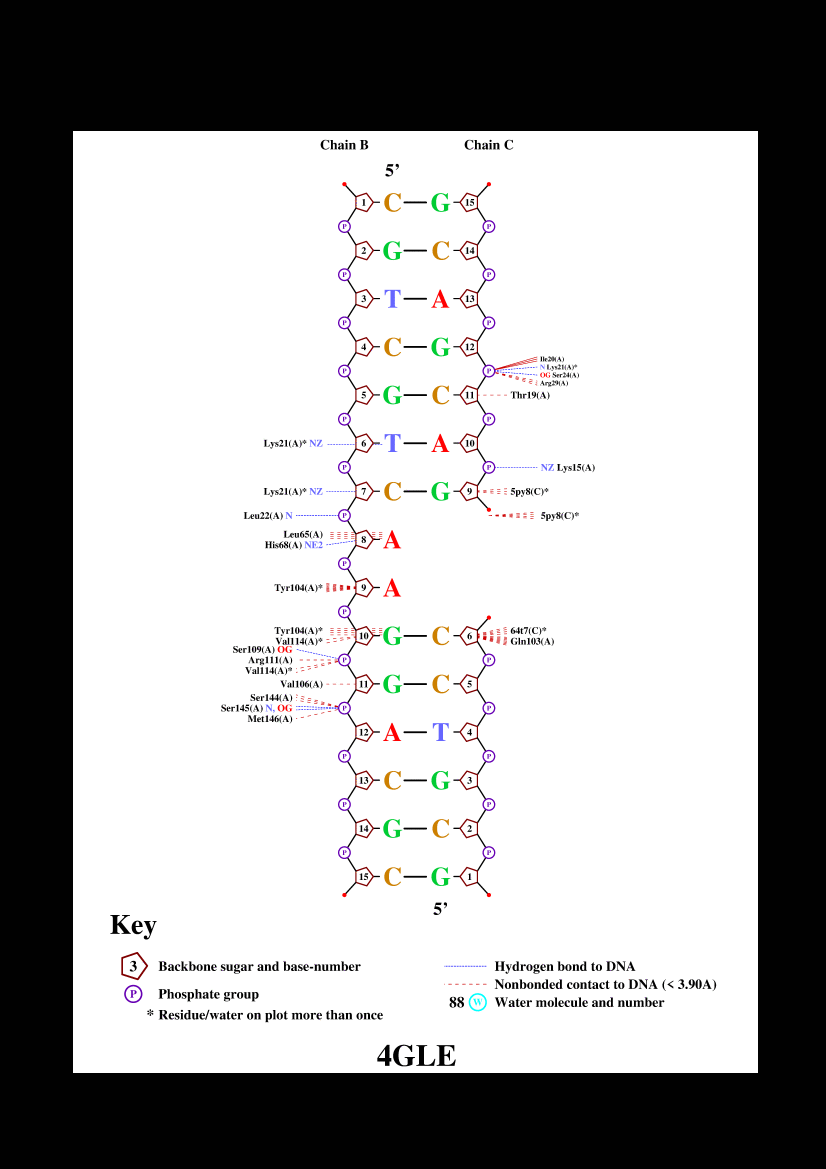 Chain B Chain C
5’
1 C G 15
P P
2 G C 14
P P
3 T A 13
P P
4 C G 12
Ile20(A)
P P N Lys21(A)*
OG Ser24(A)
Arg29(A)
5 G C 11 Thr19(A)
P P
Lys21(A)* NZ 6 T A 10
P P NZ Lys15(A)
Lys21(A)* NZ 7 C G 9 5py8(C)*
Leu22(A) N P 5py8(C)*
Leu65(A)
8 A
His68(A) NE2
P
Tyr104(A)* 9 A
P
Tyr104(A)* 64t7(C)*
10 G C 6
Val114(A)* Gln103(A)
Ser109(A) OG
Arg111(A) P P
Val114(A)*
Val106(A) 11 G C 5
Ser144(A)
Ser145(A) N, OG P P
Met146(A)
12 A T 4
P P
13 C G 3
P P
14 G C 2
P P
15 C G 1
5’
Key
3 Backbone sugar and base-number
P Phosphate group
* Residue/water on plot more than once
Hydrogen bond to DNA
Nonbonded contact to DNA (< 3.90A)
88 W Water molecule and number
4GLE